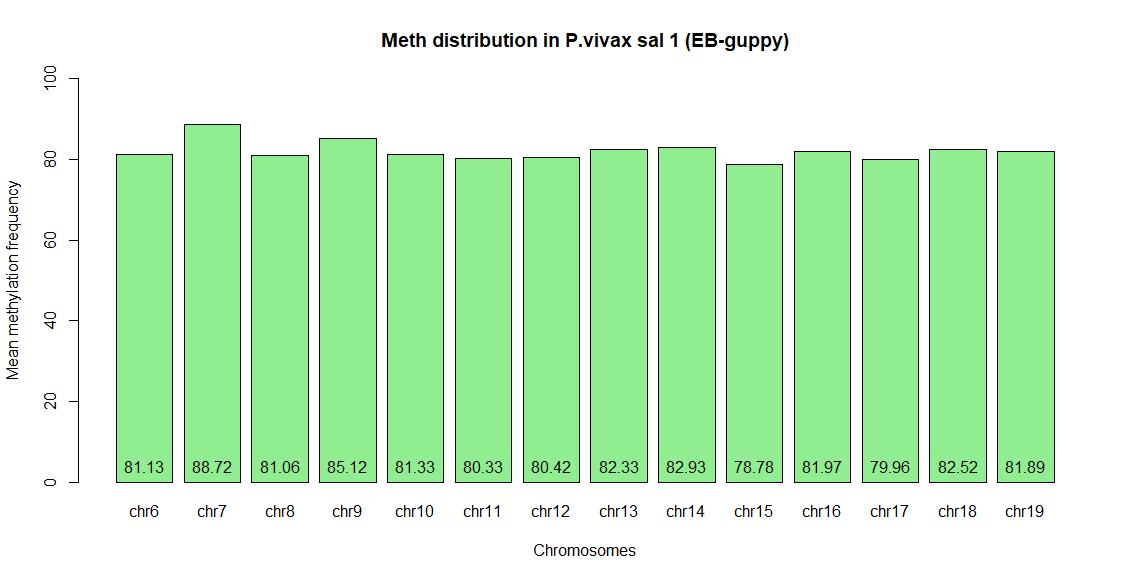 Meth distribution in P.vivax sal 1 (EB-guppy)
Mean methylation frequency
100
80
60
40
20
0
81.13 88.72 81.06 85.12 81.33 80.33 80.42 82.33 82.93 78.78 81.97 79.96 82.52 81.89
chr6 chr7 chr8 chr9 chr10 chr11 chr12 chr13 chr14 chr15 chr16 chr17 chr18 chr19
Chromosomes